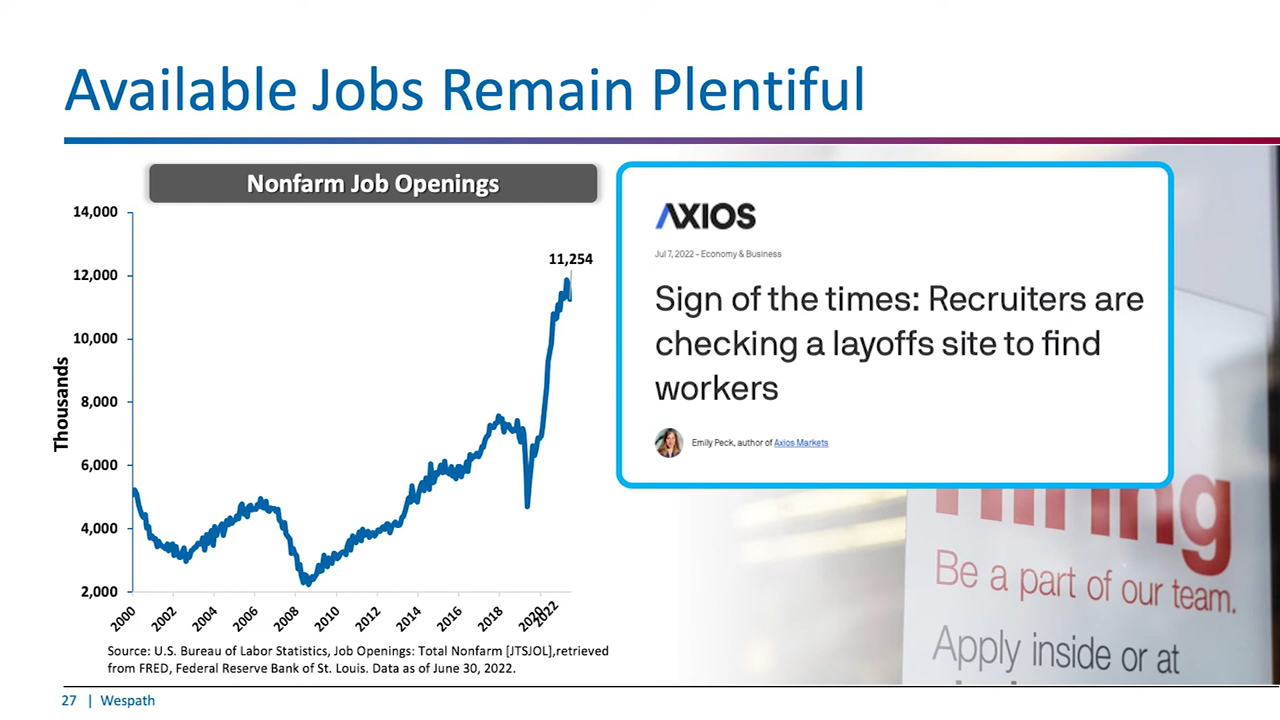 Available Jobs Remain Plentiful
Nonfarm Job Openings
14,000
12,000
10,000
8,000
6,000
4,000
2,000
Thousands
11,254
2000
2002
2004
2006
2008
2010
2012
2014
2016
2018
2020
2022
Source: U.S. Bureau of Labor Statistics, Job Openings: Total Nonfarm [JTSJOL],retrieved
from FRED, Federal Reserve Bank of St. Louis. Data as of June 30, 2022.
AXIOS
Jul 7, 2022 - Economy & Business
Sign of the times: Recruiters are
checking a layoffs site to find
workers
Emily Peck, author of Axios Markets
Hiring
Be a part of our team.
Apply inside or at
27 | Wespath